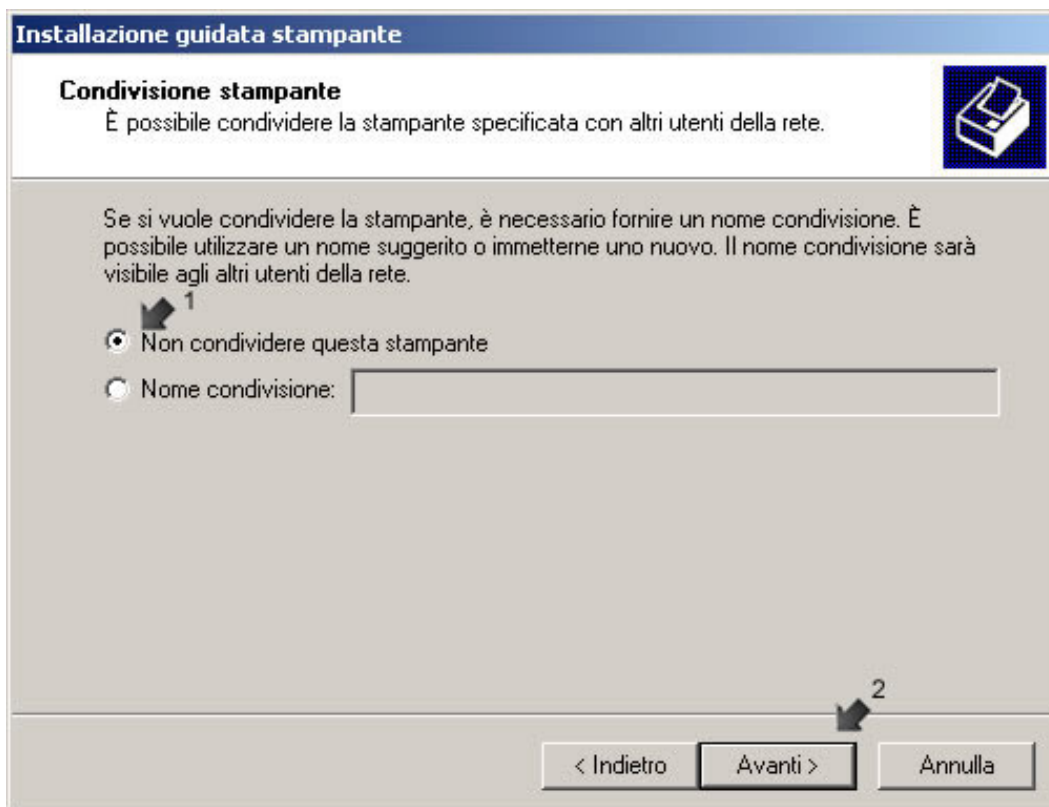 Installazione guidata stampante
Condivisione stampante
È possibile condividere la stampante specificata con altri utenti della rete.
Se si vuole condividere la stampante, è necessario fornire un nome condivisione. È
possibile utilizzare un nome suggerito o immetterne uno nuovo. Il nome condivisione sarà
visibile agli altri utenti della rete.
1
Non condividere questa stampante
Nome condivisione:
2
< Indietro
Avanti >
Annulla